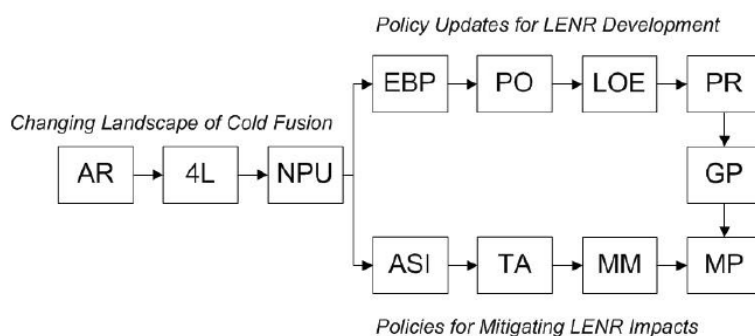 Policy Updates for LENR Development
EBP PO LOE PR
Changing Landscape of Cold Fusion
AR 4L NPU
GP
ASI TA MM MP
Policies for Mitigating LENR Impacts